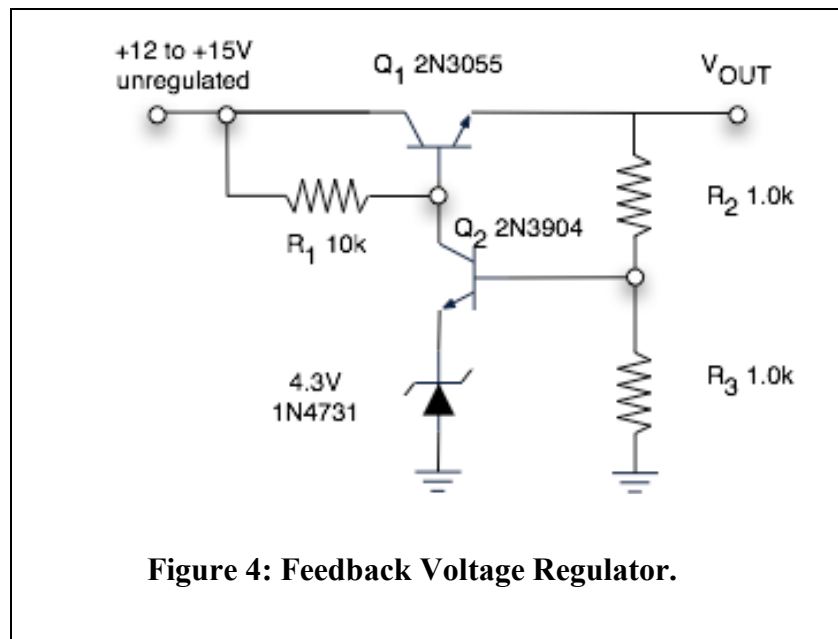 +12 to +15V
unregulated
Q1 2N3055
VOUT
R1 10k
Q2 2N3904
R2 1.0k
4.3V
1N4731
R3 1.0k
Figure 4: Feedback Voltage Regulator.